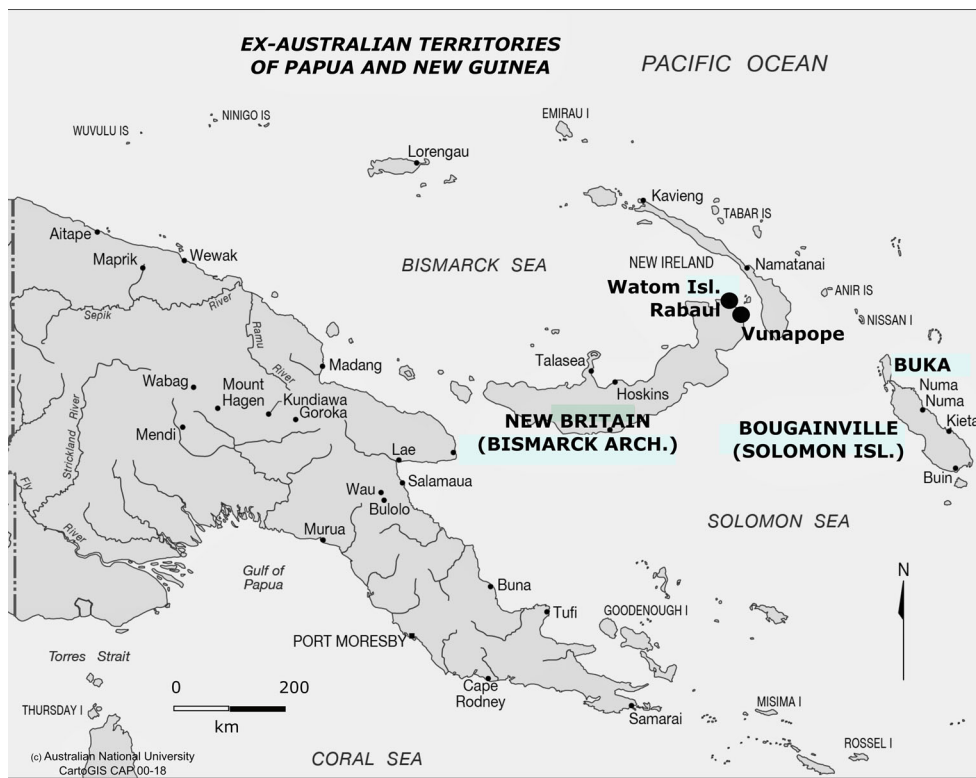 EX-AUSTRALIAN TERRITORIES
OF PAPUA AND NEW GUINEA
PACIFIC OCEAN
EMIRAU I
NINIGO IS
WUVULU IS
Lorengau
Kavieng
TABAR IS
Aitape
Wewak
Maprik
BISMARCK SEA
NEW IRELAND
Namatanai
Watom Isl.
Rabaul
ANIR IS
NISSAN I
Vunapope
Sepik
River
Ramu
River
Madang
Talasea
Hoskins
BUKA
Numa
Numa
Kieta
Wabag
Mount
Hagen
Kundiawa
Goroka
Mendi
Strickland River
NEW BRITAIN
(BISMARCK ARCH.)
BOUGAINVILLE
(SOLOMON ISL.)
Buin
Lae
Salamaua
Wau
Bulolo
Fly
River
Murua
SOLOMON SEA
Gulf of
Papua
Buna
Tufi
GOODENOUGH I
N
PORT MORESBY
Torres Strait
Cape
Rodney
0 200
km
THURSDAY I
Samarai
MISIMA I
ROSSEL I
CORAL SEA
(c) Australian National University
CartoGIS CAP 00-18